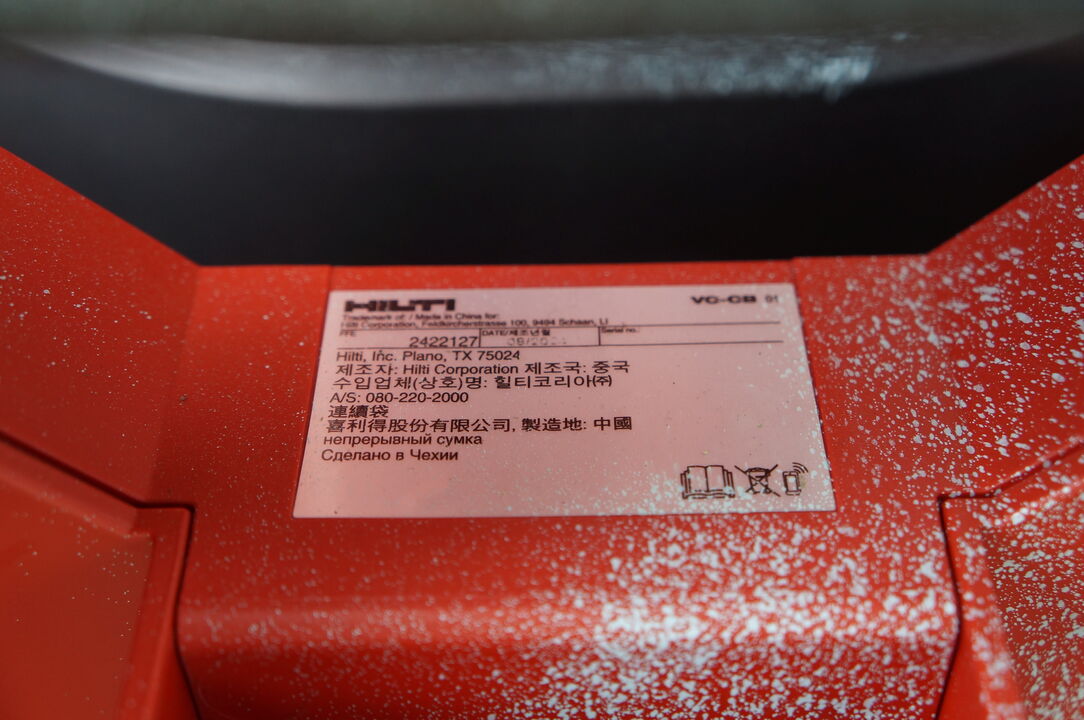 HILTI VC-CB 01
Trademark of: / Made in China for:
Hilti Corporation, Feldkircherstrasse 100, 9494 Schaan, LI
DATE/제조년월 Serial no.:
2422127
Hilti, Inc. Plano, TX 75024
제조자: Hilti Corporation 제조국: 중국
수입업체(상호)명: 힐티코리아㈜
A/S: 080-220-2000
連續袋
喜利得股份有限公司, 製造地: 中國
непрерывный сумка
Сделано в Чехии